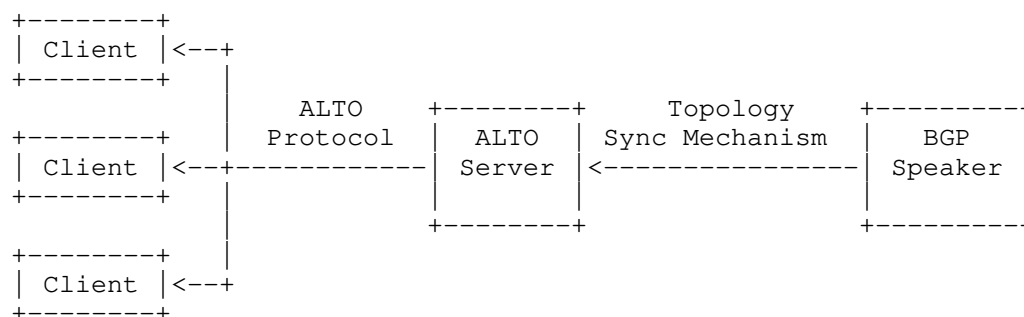 +--------+
| Client |<--+
+--------+   |
             |    ALTO     +--------+     Topology       +---------
+--------+   |  Protocol   |  ALTO  | Sync Mechanism     |   BGP
| Client |<--+-------------| Server |<-------------------| Speaker
+--------+   |             |        |                    |
             |             +--------+                    +---------
+--------+   |
| Client |<--+
+--------+